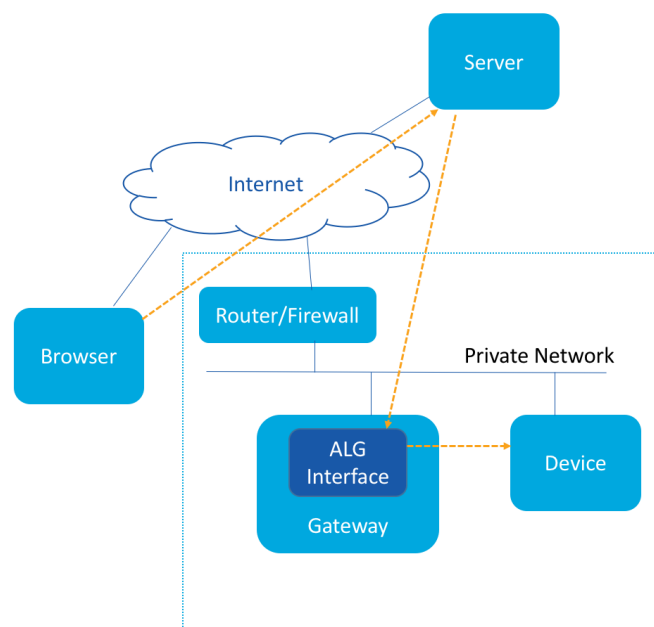 Server
Internet
Router/Firewall
Browser
Private Network
ALG
Interface
Device
Gateway